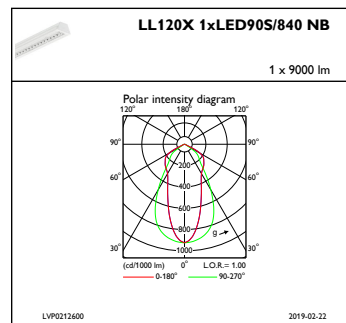 LL120X 1xLED90S/840 NB
1 x 9000 lm
Polar intensity diagram
120° 180° 120°
90° 90°
60° 60°
200
400
600
800
1000
g
30° 30°
(cd/1000 lm) 0° L.O.R.= 1.00
0-180° 90-270°
LVP0212600 2019-02-22